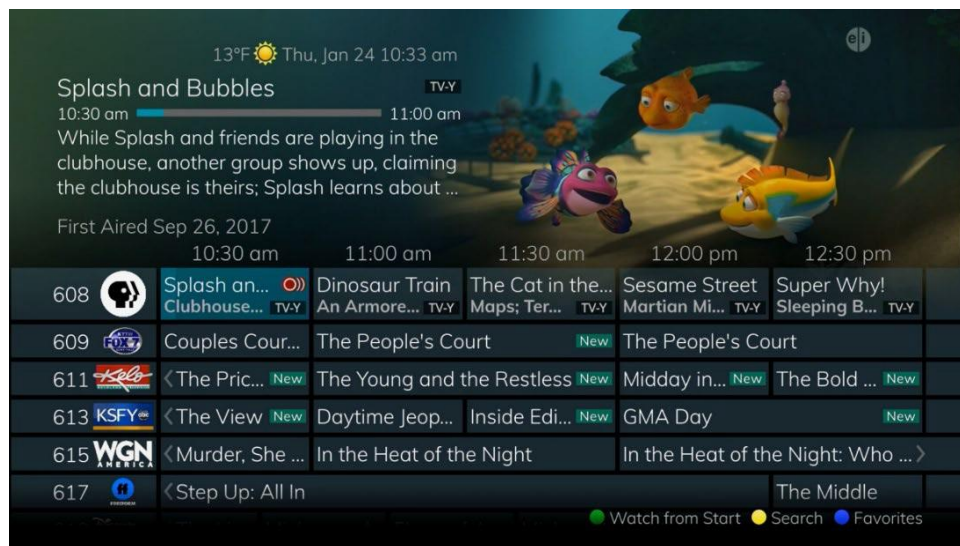 13°F Thu, Jan 24 10:33 am
Splash and Bubbles TV-Y
10:30 am 11:00 am
While Splash and friends are playing in the
clubhouse, another group shows up, claiming
the clubhouse is theirs; Splash learns about ...
First Aired Sep 26, 2017
10:30 am 11:00 am 11:30 am 12:00 pm 12:30 pm
608 Splash an... Dinosaur Train The Cat in the... Sesame Street Super Why!
Clubhouse... TV-Y An Armore... TV-Y Maps; Ter... TV-Y Martian Mi... TV-Y Sleeping B... TV-Y
609 FOX 7 Couples Cour... The People's Court New The People's Court
611 Kelo The Pric... New The Young and the Restless New Midday in... New The Bold ... New
613 KSFY abc The View New Daytime Jeop... Inside Edi... New GMA Day New
615 WGN AMERICA Murder, She ... In the Heat of the Night In the Heat of the Night: Who ...
617 Step Up: All In The Middle
Watch from Start Search Favorites